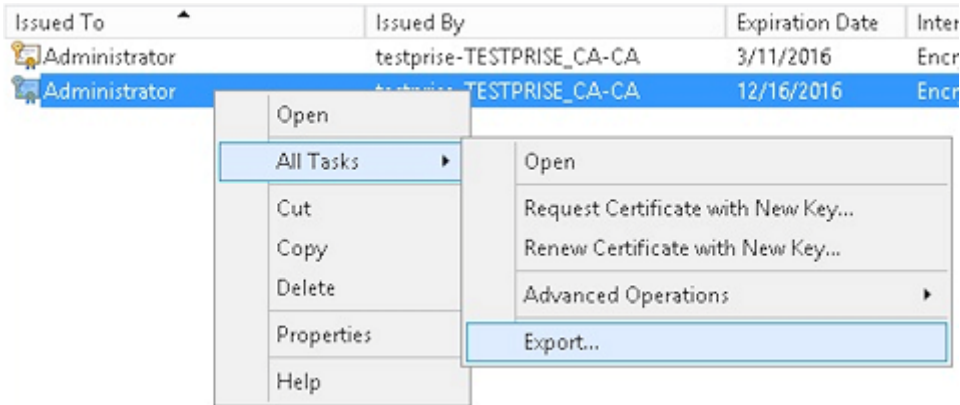 Issued To Issued By Expiration Date Inter
Administrator testprise-TESTPRISE_CA-CA 3/11/2016 Encr
Administrator testprise-TESTPRISE_CA-CA 12/16/2016 Encr
Open
All Tasks
Cut
Copy
Delete
Properties
Help
Open
Request Certificate with New Key...
Renew Certificate with New Key...
Advanced Operations
Export...